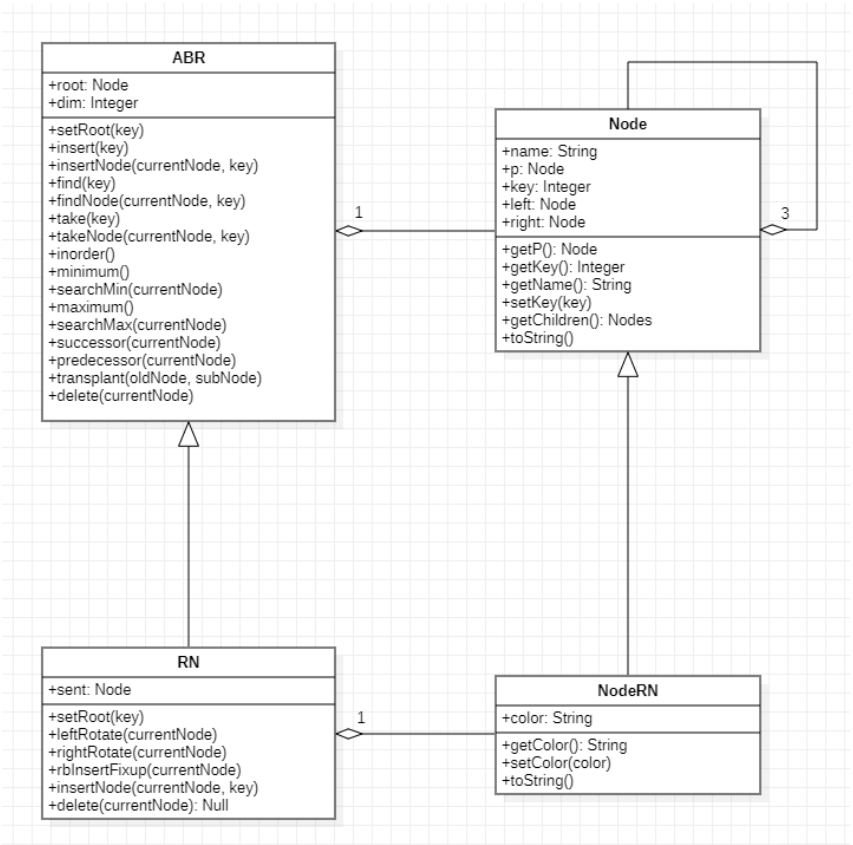 ABR
+root: Node
+dim: Integer
+setRoot(key)
+insert(key)
+insertNode(currentNode, key)
+find(key)
+findNode(currentNode, key)
+take(key)
+takeNode(currentNode, key)
+inorder()
+minimum()
+searchMin(currentNode)
+maximum()
+searchMax(currentNode)
+successor(currentNode)
+predecessor(currentNode)
+transplant(oldNode, subNode)
+delete(currentNode)
1
Node
+name: String
+p: Node
+key: Integer
+left: Node
+right: Node
+getP(): Node
+getKey(): Integer
+getName(): String
+setKey(key)
+getChildren(): Nodes
+toString()
3
RN
+sent: Node
+setRoot(key)
+leftRotate(currentNode)
+rightRotate(currentNode)
+rbInsertFixup(currentNode)
+insertNode(currentNode, key)
+delete(currentNode): Null
1
NodeRN
+color: String
+getColor(): String
+setColor(color)
+toString()